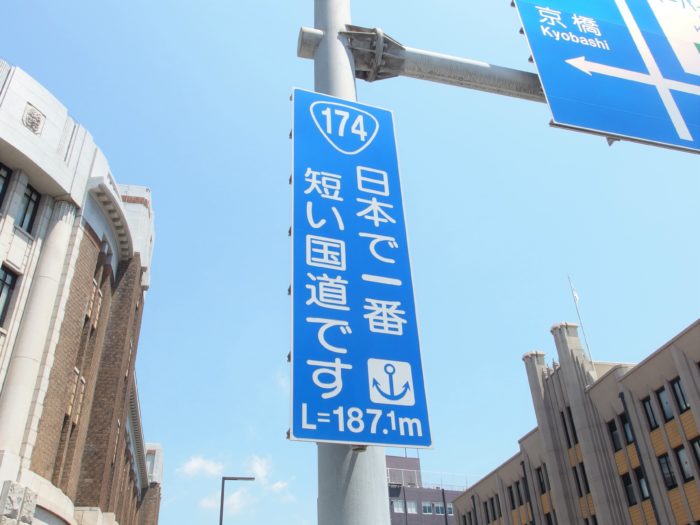 174
日本で一番
短い国道です
L=187.1m
京橋
Kyobashi